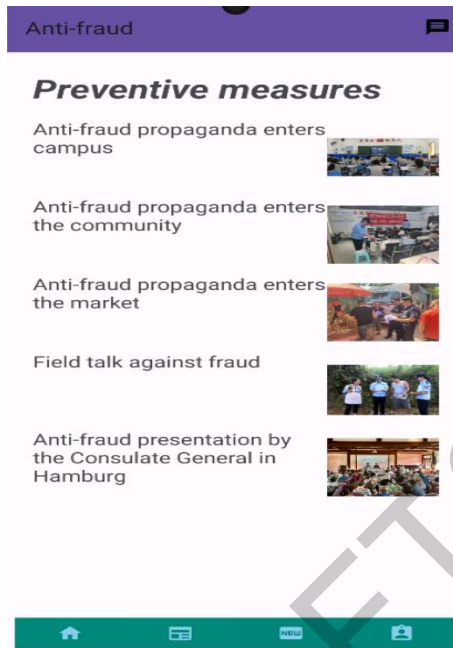 Anti-fraud
Preventive measures
Anti-fraud propaganda enters
campus
Anti-fraud propaganda enters
the community
Anti-fraud propaganda enters
the market
Field talk against fraud
Anti-fraud presentation by
the Consulate General in
Hamburg
NEW